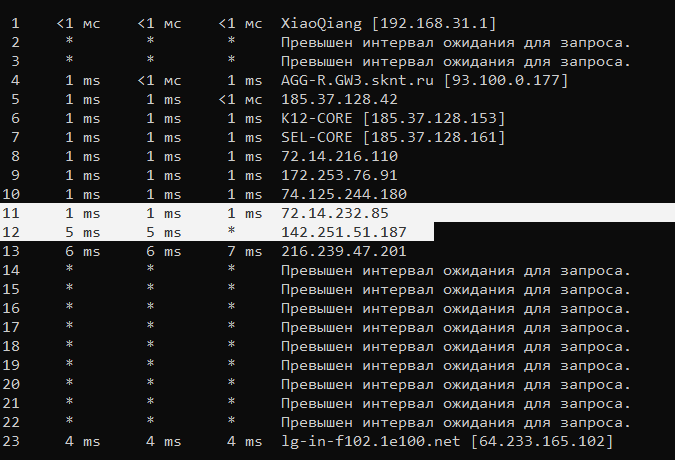 1 <1 мс <1 мс <1 мс XiaoQiang [192.168.31.1]
2 * * * Превышен интервал ожидания для запроса.
3 * * * Превышен интервал ожидания для запроса.
4 1 ms <1 мс 1 ms AGG-R.GW3.sknt.ru [93.100.0.177]
5 1 ms 1 ms <1 мс 185.37.128.42
6 1 ms 1 ms 1 ms K12-CORE [185.37.128.153]
7 1 ms 1 ms 1 ms SEL-CORE [185.37.128.161]
8 1 ms 1 ms 1 ms 72.14.216.110
9 1 ms 1 ms 1 ms 172.253.76.91
10 1 ms 1 ms 1 ms 74.125.244.180
11 1 ms 1 ms 1 ms 72.14.232.85
12 5 ms 5 ms * 142.251.51.187
13 6 ms 6 ms 7 ms 216.239.47.201
14 * * * Превышен интервал ожидания для запроса.
15 * * * Превышен интервал ожидания для запроса.
16 * * * Превышен интервал ожидания для запроса.
17 * * * Превышен интервал ожидания для запроса.
18 * * * Превышен интервал ожидания для запроса.
19 * * * Превышен интервал ожидания для запроса.
20 * * * Превышен интервал ожидания для запроса.
21 * * * Превышен интервал ожидания для запроса.
22 * * * Превышен интервал ожидания для запроса.
23 4 ms 4 ms 4 ms lg-in-f102.1e100.net [64.233.165.102]